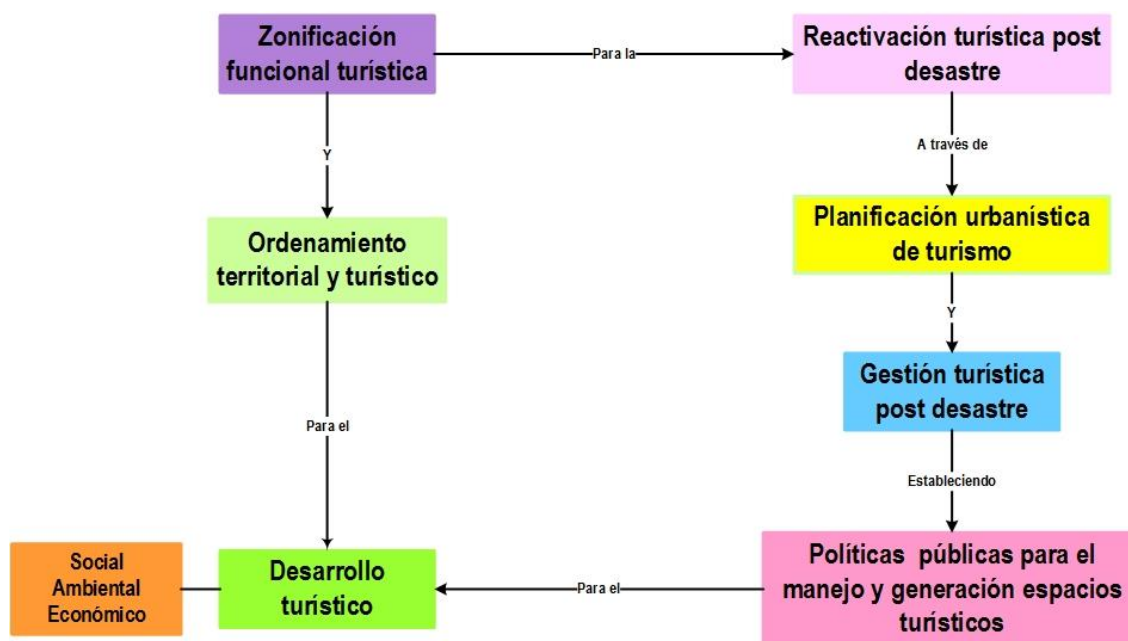 Zonificación
funcional turística
Para la
Reactivación turística post
desastre
Y
A través de
Ordenamiento
territorial y turístico
Planificación urbanística
de turismo
Y
Gestión turística
post desastre
Para el
Estableciendo
Social
Ambiental
Económico
Desarrollo
turístico
Para el
Políticas públicas para el
manejo y generación espacios
turísticos